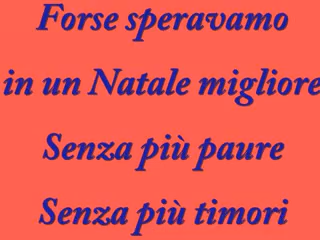 Forse speravamo
in un Natale migliore
Senza più paure
Senza più timori